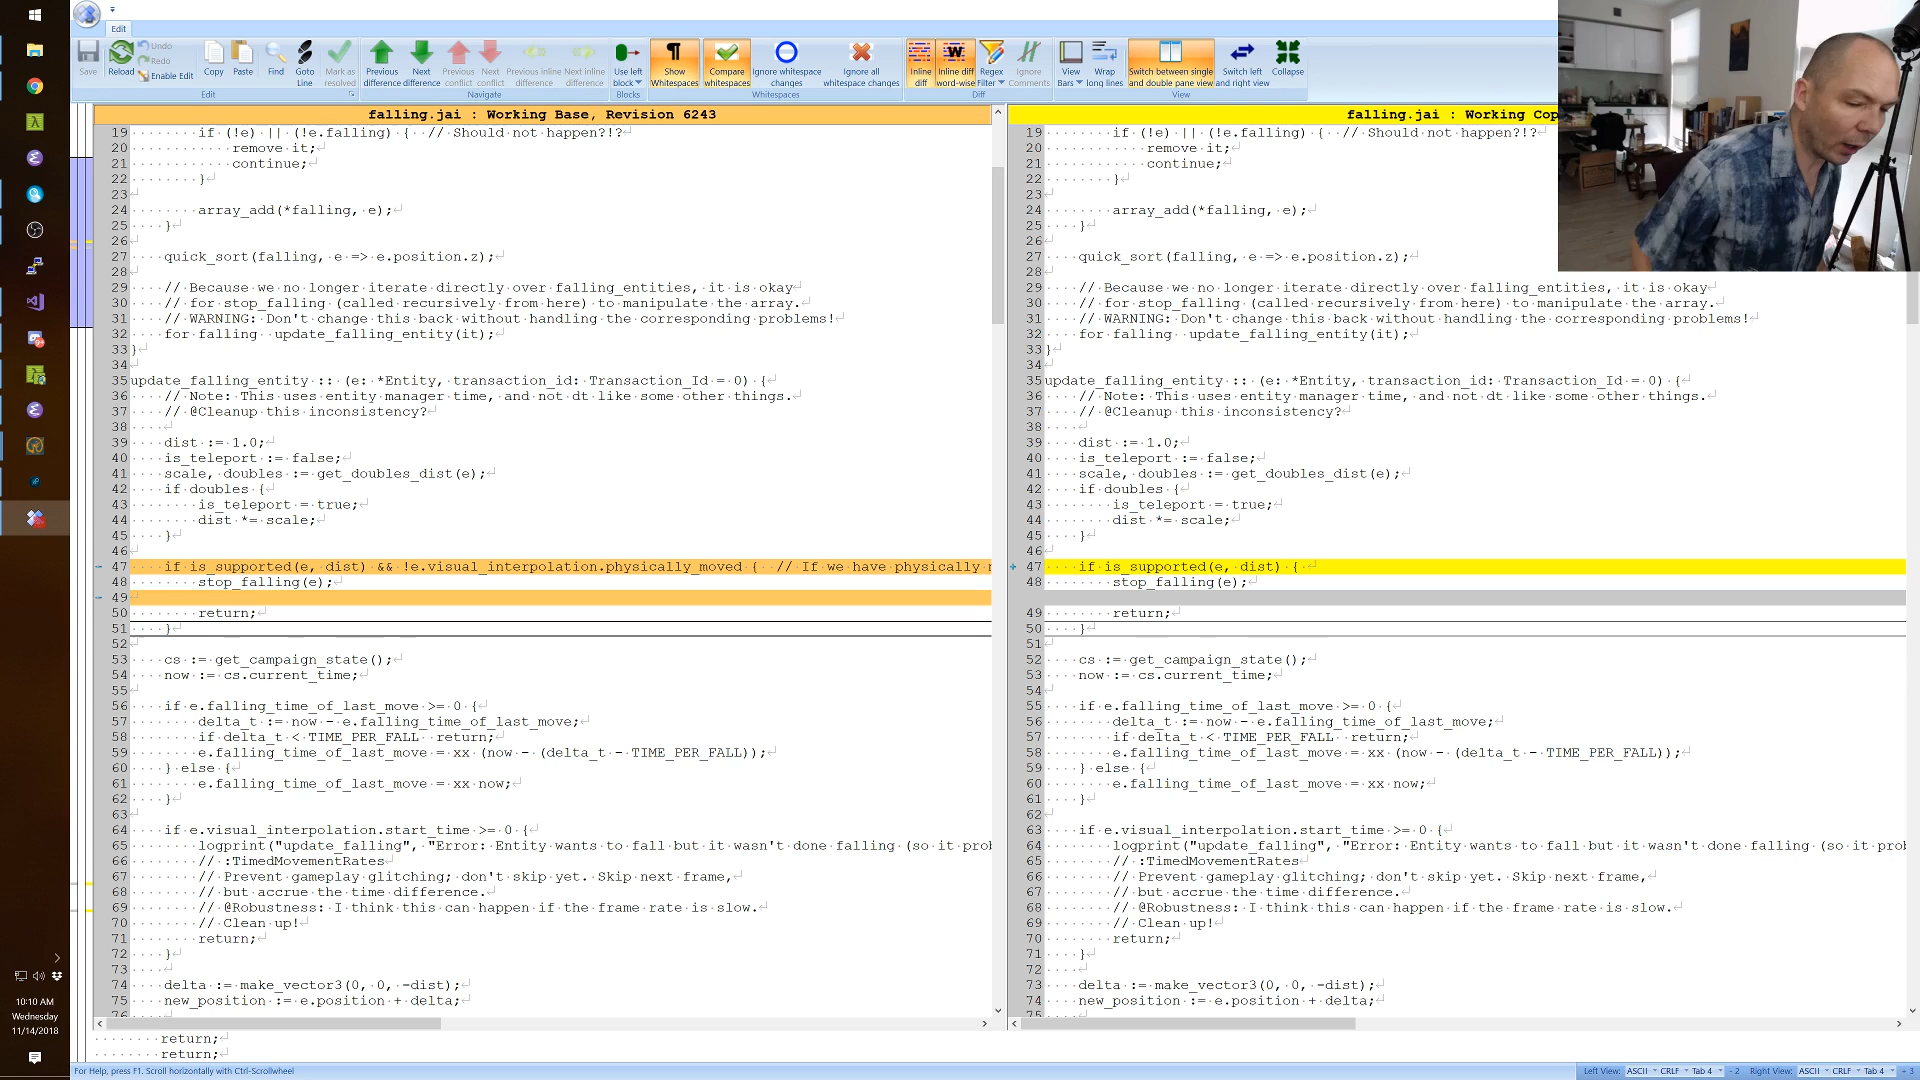 Edit
Save
Reload
Undo
Redo
Enable Edit
Copy
Paste
Find
Goto
Line
Mark as
resolved
Previous
difference
Next
difference
Previous
conflict
Next
conflict
Previous inline
difference
Next inline
difference
Use left
block
Show
Whitespaces
Compare
whitespaces
Ignore whitespace
changes
Ignore all
whitespace changes
Inline
diff
Inline diff
word-wise
Regex
Filter
Ignore
Comments
View
Bars
Wrap
long lines
Switch between single
and double pane view
Switch left
and right view
Collapse
Edit
Navigate
Blocks
Whitespaces
Diff
View
falling.jai : Working Base, Revision 6243
19 if (!e) || (!e.falling) { // Should not happen?!?
20 remove it;
21 continue;
22 }
23
24 array_add(*falling, e);
25 }
26
27 quick_sort(falling, e => e.position.z);
28
29 // Because we no longer iterate directly over falling_entities, it is okay
30 // for stop_falling (called recursively from here) to manipulate the array.
31 // WARNING: Don't change this back without handling the corresponding problems!
32 for falling update_falling_entity(it);
33 }
34
35 update_falling_entity :: (e: *Entity, transaction_id: Transaction_Id = 0) {
36 // Note: This uses entity manager time, and not dt like some other things.
37 // @Cleanup this inconsistency?
38
39 dist := 1.0;
40 is_teleport := false;
41 scale, doubles := get_doubles_dist(e);
42 if doubles {
43 is_teleport = true;
44 dist *= scale;
45 }
46
47 if is_supported(e, dist) && !e.visual_interpolation.physically_moved { // If we have physically
48 stop_falling(e);
49
50 return;
51 }
52
53 cs := get_campaign_state();
54 now := cs.current_time;
55
56 if e.falling_time_of_last_move >= 0 {
57 delta_t := now - e.falling_time_of_last_move;
58 if delta_t < TIME_PER_FALL return;
59 e.falling_time_of_last_move = xx (now - (delta_t - TIME_PER_FALL));
60 } else {
61 e.falling_time_of_last_move = xx now;
62 }
63
64 if e.visual_interpolation.start_time >= 0 {
65 logprint("update_falling", "Error: Entity wants to fall but it wasn't done falling (so it prob
66 // :TimedMovementRates
67 // Prevent gameplay glitching; don't skip yet. Skip next frame,
68 // but accrue the time difference.
69 // @Robustness: I think this can happen if the frame rate is slow.
70 // Clean up!
71 return;
72 }
73
74 delta := make_vector3(0, 0, -dist);
75 new_position := e.position + delta;
76
falling.jai : Working Cop
19 if (!e) || (!e.falling) { // Should not happen?!?
20 remove it;
21 continue;
22 }
23
24 array_add(*falling, e);
25 }
26
27 quick_sort(falling, e => e.position.z);
28
29 // Because we no longer iterate directly over falling_entities, it is okay
30 // for stop_falling (called recursively from here) to manipulate the array.
31 // WARNING: Don't change this back without handling the corresponding problems!
32 for falling update_falling_entity(it);
33 }
34
35 update_falling_entity :: (e: *Entity, transaction_id: Transaction_Id = 0) {
36 // Note: This uses entity manager time, and not dt like some other things.
37 // @Cleanup this inconsistency?
38
39 dist := 1.0;
40 is_teleport := false;
41 scale, doubles := get_doubles_dist(e);
42 if doubles {
43 is_teleport = true;
44 dist *= scale;
45 }
46
47 if is_supported(e, dist) {
48 stop_falling(e);
49 return;
50 }
51
52 cs := get_campaign_state();
53 now := cs.current_time;
54
55 if e.falling_time_of_last_move >= 0 {
56 delta_t := now - e.falling_time_of_last_move;
57 if delta_t < TIME_PER_FALL return;
58 e.falling_time_of_last_move = xx (now - (delta_t - TIME_PER_FALL));
59 } else {
60 e.falling_time_of_last_move = xx now;
61 }
62
63 if e.visual_interpolation.start_time >= 0 {
64 logprint("update_falling", "Error: Entity wants to fall but it wasn't done falling (so it prob
65 // :TimedMovementRates
66 // Prevent gameplay glitching; don't skip yet. Skip next frame,
67 // but accrue the time difference.
68 // @Robustness: I think this can happen if the frame rate is slow.
69 // Clean up!
70 return;
71 }
72
73 delta := make_vector3(0, 0, -dist);
74 new_position := e.position + delta;
75
return;
return;
10:10 AM
Wednesday
11/14/2018
For Help, press F1. Scroll horizontally with Ctrl-Scrollwheel
Left View: ASCII CRLF Tab 4 - 2 Right View: ASCII CRLF Tab 4 + 3